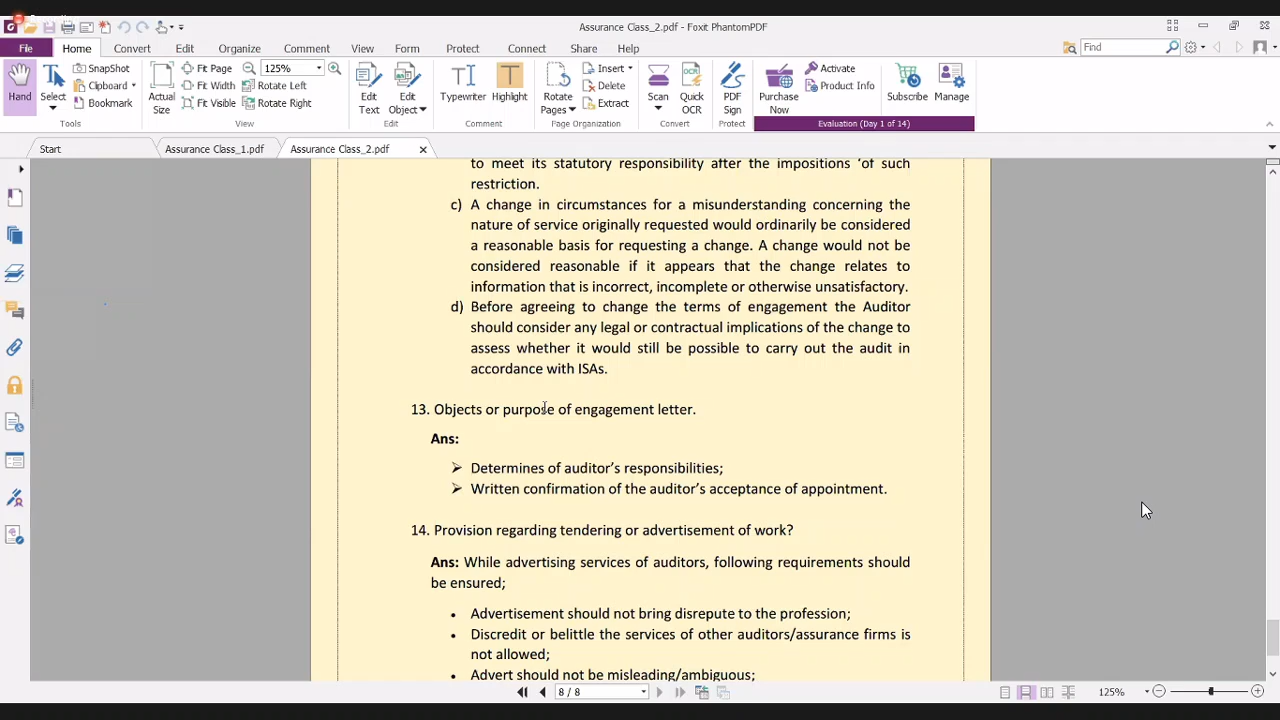 Assurance Class_2.pdf - Foxit PhantomPDF
File Home Convert Edit Organize Comment View Form Protect Connect Share Help Find
Hand Select SnapShot Clipboard Bookmark Actual Size Fit Page Fit Width Fit Visible 125% Rotate Left Rotate Right Edit Text Edit Object Typewriter Highlight Rotate Pages Insert Delete Extract Scan Quick OCR PDF Sign Purchase Now Activate Product Info Subscribe Manage
Tools View Edit Comment Page Organization Convert Protect Evaluation (Day 1 of 14)
Start Assurance Class_1.pdf Assurance Class_2.pdf
to meet its statutory responsibility after the impositions ‘of such
restriction.
c) A change in circumstances for a misunderstanding concerning the
nature of service originally requested would ordinarily be considered
a reasonable basis for requesting a change. A change would not be
considered reasonable if it appears that the change relates to
information that is incorrect, incomplete or otherwise unsatisfactory.
d) Before agreeing to change the terms of engagement the Auditor
should consider any legal or contractual implications of the change to
assess whether it would still be possible to carry out the audit in
accordance with ISAs.
13. Objects or purpose of engagement letter.
Ans:
➢ Determines of auditor’s responsibilities;
➢ Written confirmation of the auditor’s acceptance of appointment.
14. Provision regarding tendering or advertisement of work?
Ans: While advertising services of auditors, following requirements should
be ensured;
• Advertisement should not bring disrepute to the profession;
• Discredit or belittle the services of other auditors/assurance firms is
not allowed;
• Advert should not be misleading/ambiguous;
8 / 8 125%